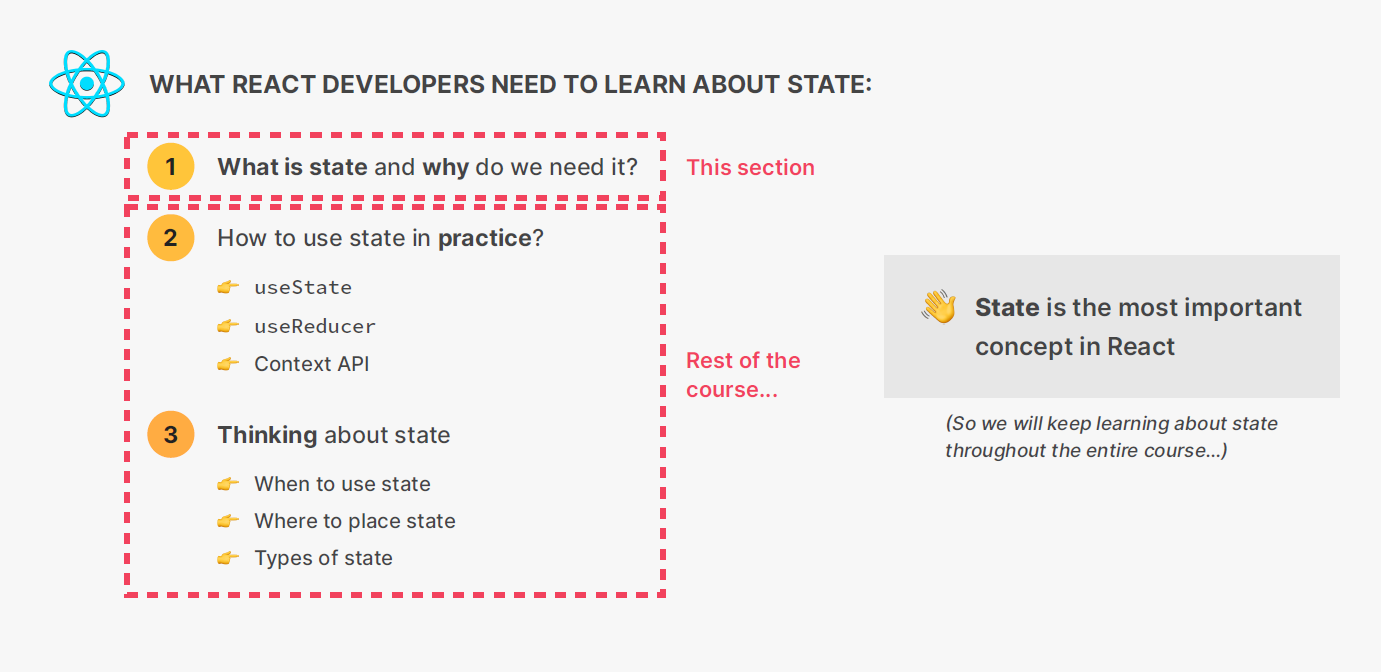 WHAT REACT DEVELOPERS NEED TO LEARN ABOUT STATE:
1 What is state and why do we need it?
This section
2 How to use state in practice?
useState
useReducer
Context API
3 Thinking about state
When to use state
Where to place state
Types of state
Rest of the
course...
State is the most important
concept in React
(So we will keep learning about state
throughout the entire course...)